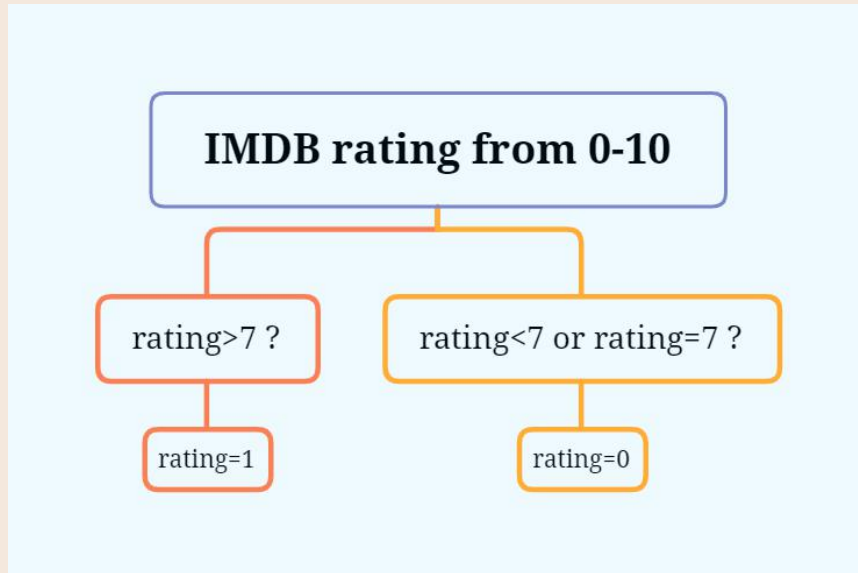 IMDB rating from 0-10
rating>7 ?
rating<7 or rating=7 ?
rating=1
rating=0